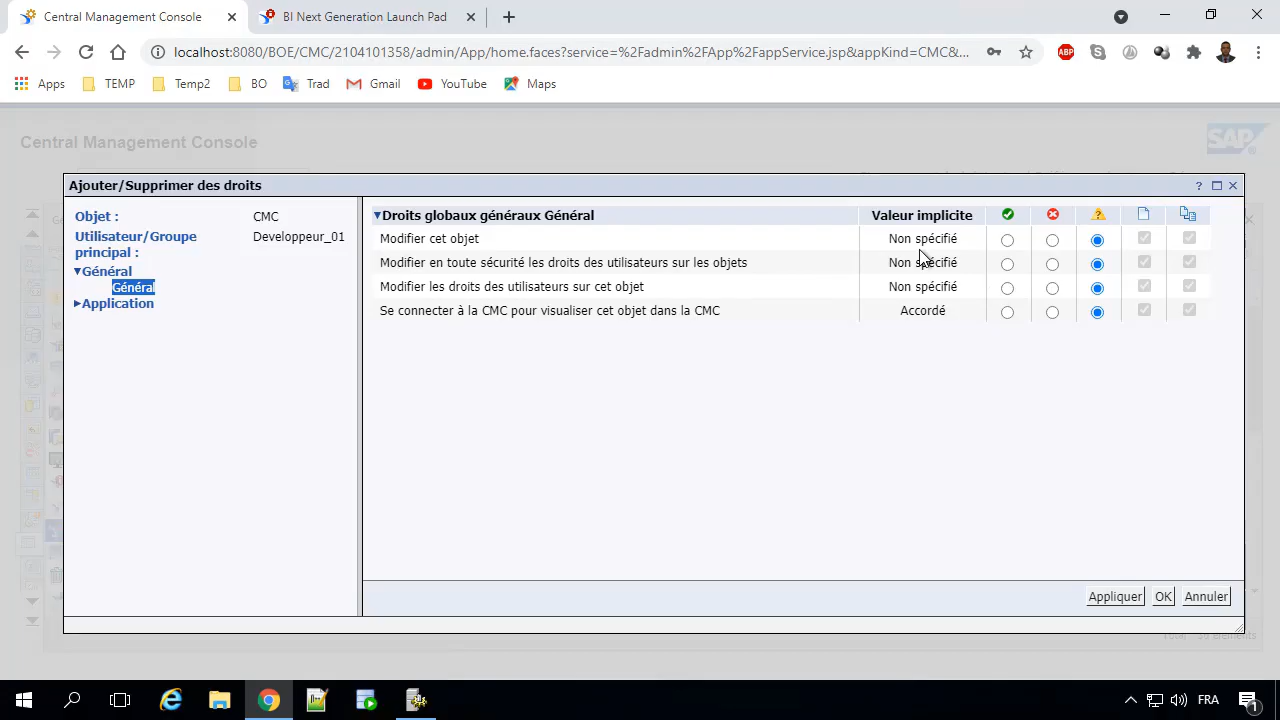 Central Management Console
BI Next Generation Launch Pad
localhost:8080/BOE/CMC/2104101358/admin/App/home.faces?service=%2Fadmin%2FApp%2FappService.jsp&appKind=CMC&...
ABP
Apps
TEMP
Temp2
BO
Trad
Gmail
YouTube
Maps
Central Management Console
SAP
Ajouter/Supprimer des droits
?
Objet :
CMC
Utilisateur/Groupe principal :
Developpeur_01
Général
Général
Application
Droits globaux généraux Général
Valeur implicite
Modifier cet objet
Non spécifié
Modifier en toute sécurité les droits des utilisateurs sur les objets
Non spécifié
Modifier les droits des utilisateurs sur cet objet
Non spécifié
Se connecter à la CMC pour visualiser cet objet dans la CMC
Accordé
Appliquer
OK
Annuler
FRA
1